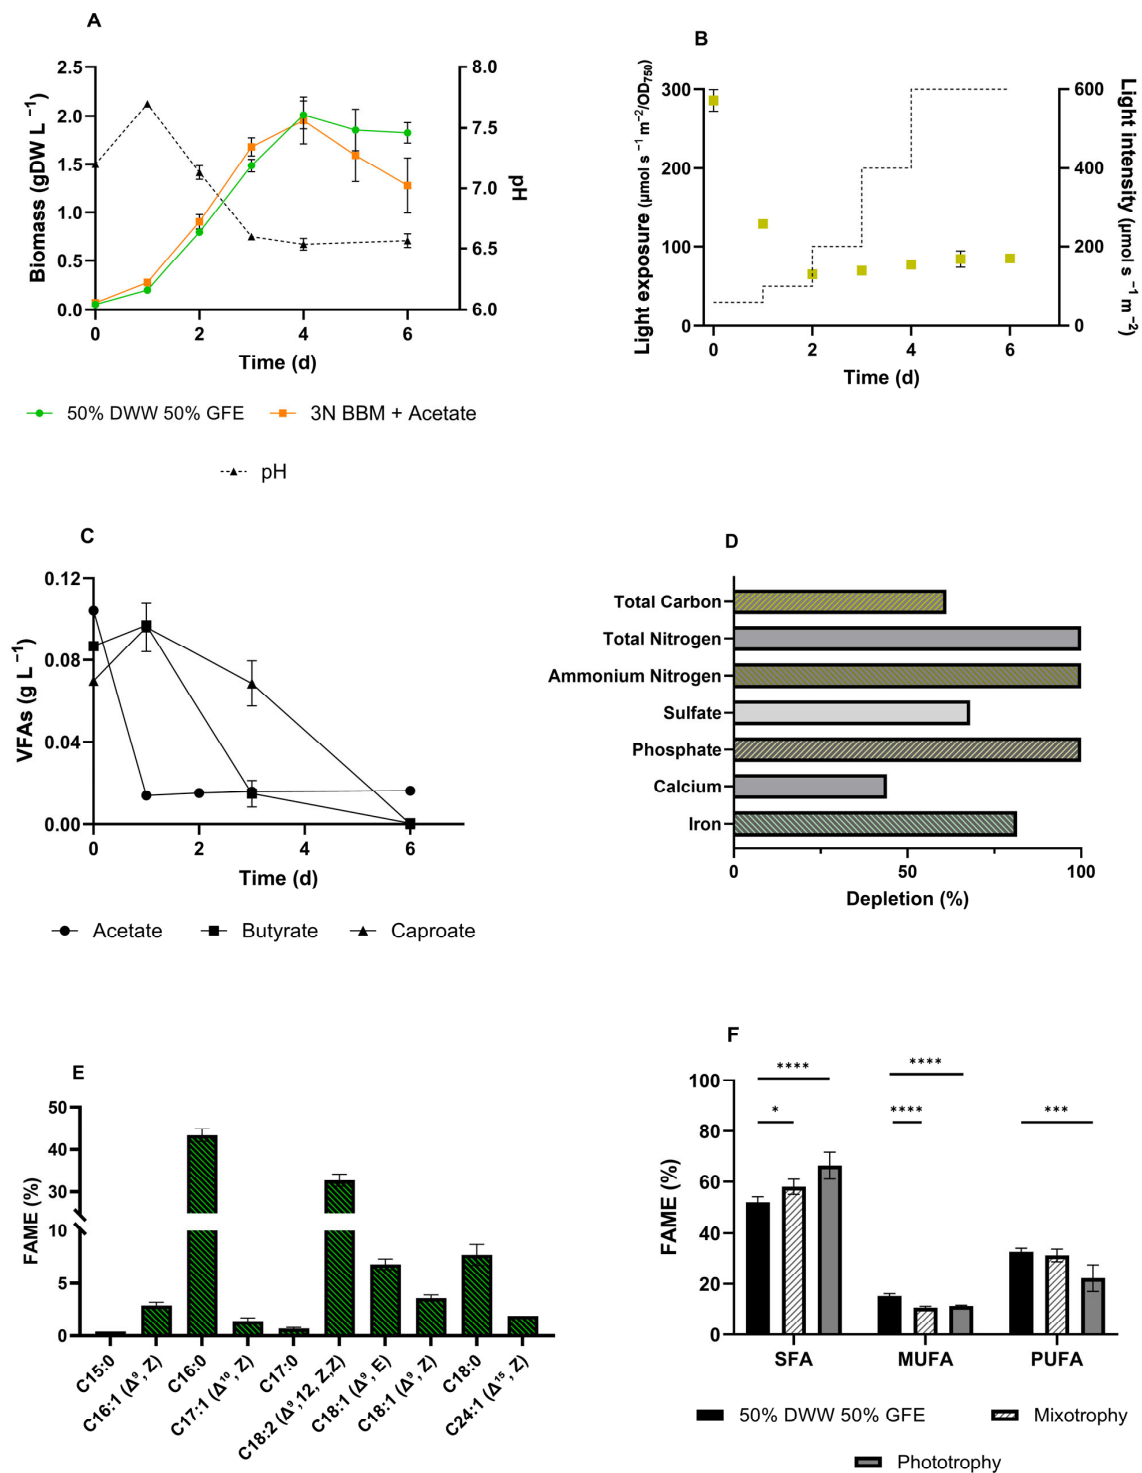 A
Biomass (gDW L⁻¹)
2.5
2.0
1.5
1.0
0.5
0.0
8.0
7.5
7.0
6.5
6.0
pH
0 2 4 6
Time (d)
50% DWW 50% GFE 3N BBM + Acetate
pH
B
Light exposure (µmol s⁻¹ m⁻²/OD₇₅₀)
300
200
100
0
600
400
200
0
Light intensity (µmol s⁻¹ m⁻²)
0 2 4 6
Time (d)
C
VFAs (g L⁻¹)
0.12
0.08
0.04
0.00
0 2 4 6
Time (d)
Acetate Butyrate Caproate
D
Total Carbon
Total Nitrogen
Ammonium Nitrogen
Sulfate
Phosphate
Calcium
Iron
0 50 100
Depletion (%)
E
FAME (%)
50
40
30
10
5
0
C15:0
C16:1 (Δ⁹, Z)
C16:0
C17:1 (Δ¹⁰, Z)
C17:0
C18:2 (Δ⁹,12, Z,Z)
C18:1 (Δ⁹, E)
C18:1 (Δ⁹, Z)
C18:0
C24:1 (Δ¹⁵, Z)
F
FAME (%)
100
80
60
40
20
0
**** ****
* **** ***
SFA MUFA PUFA
50% DWW 50% GFE Mixotrophy
Phototrophy